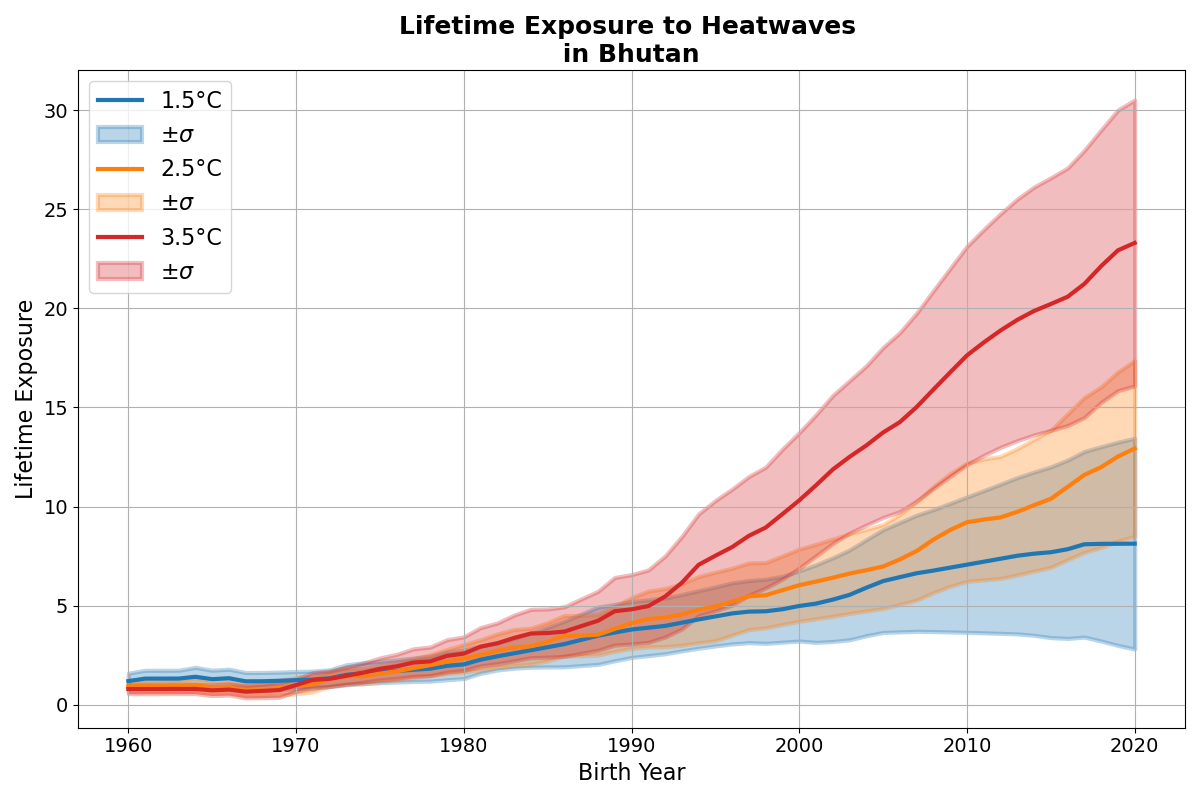 Lifetime Exposure to Heatwaves
in Bhutan
1.5°C
±σ
2.5°C
±σ
3.5°C
±σ
Lifetime Exposure
30
25
20
15
10
5
0
1960
1970
1980
1990
2000
2010
2020
Birth Year